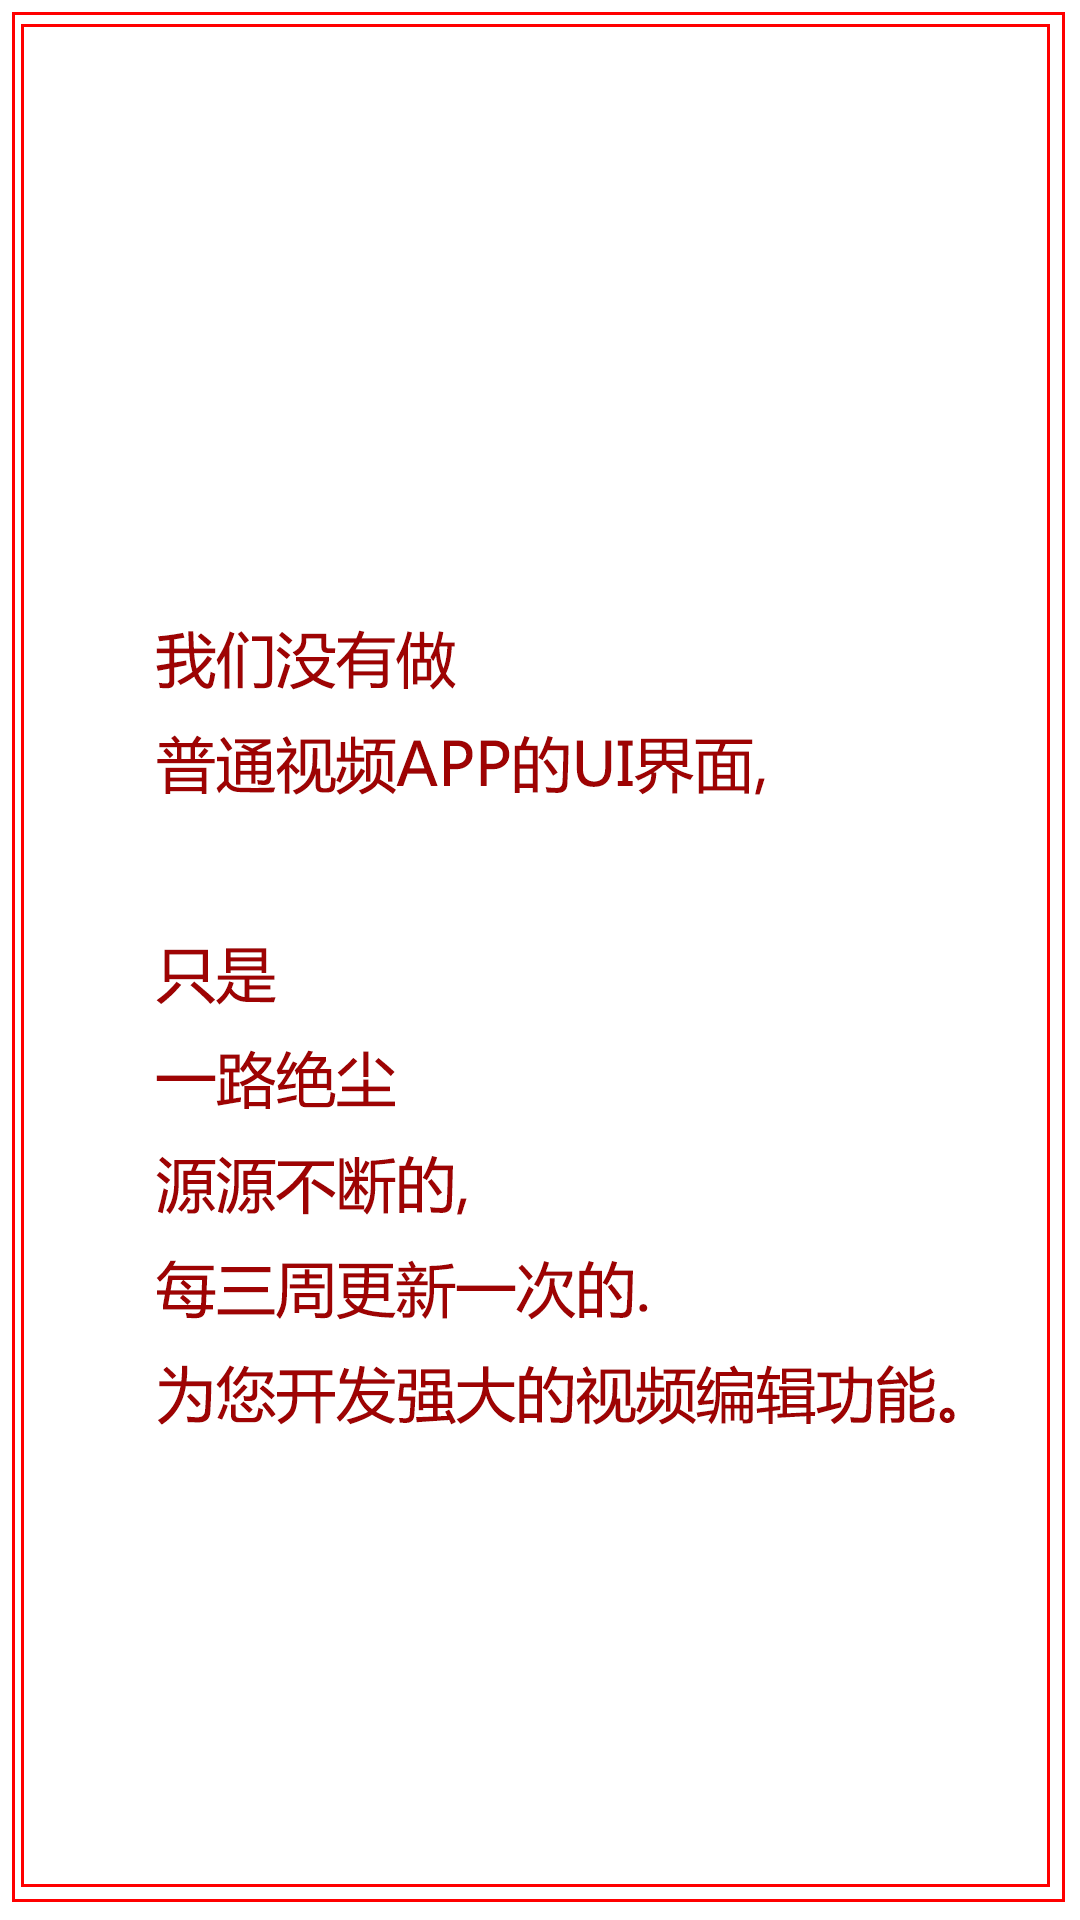 我们没有做
普通视频APP的UI界面,
只是
一路绝尘
源源不断的,
每三周更新一次的.
为您开发强大的视频编辑功能。